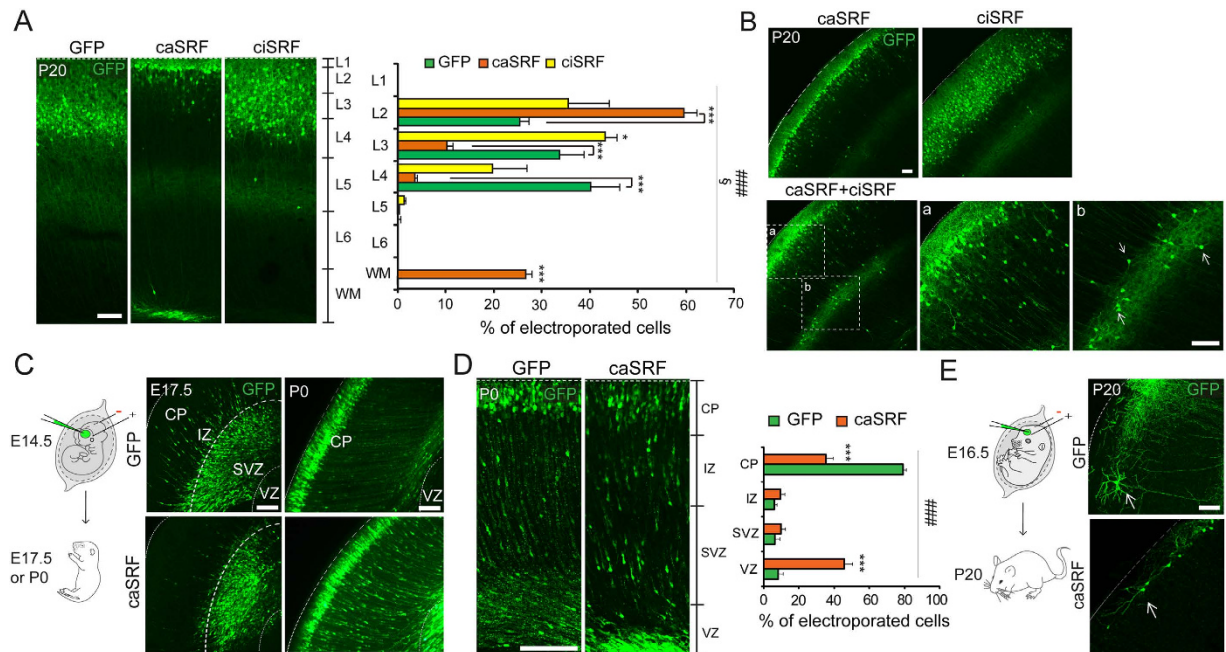 A
GFP caSRF ciSRF
P20 GFP
L1
L2
L3
L4
L5
L6
WM
GFP caSRF ciSRF
L1
L2
L3
L4
L5
L6
WM
***
*
***
***
***
§
###
0 10 20 30 40 50 60 70
% of electroporated cells
B
caSRF ciSRF
P20 GFP
caSRF+ciSRF
a
b
a
b
C
E14.5
E17.5
or P0
- +
GFP
caSRF
E17.5 GFP
CP
IZ
SVZ
VZ
P0
CP
VZ
D
GFP caSRF
P0 GFP
CP
IZ
SVZ
VZ
GFP caSRF
CP
IZ
SVZ
VZ
***
***
###
0 20 40 60 80 100
% of electroporated cells
E
E16.5
P20
- +
P20 GFP
GFP
caSRF